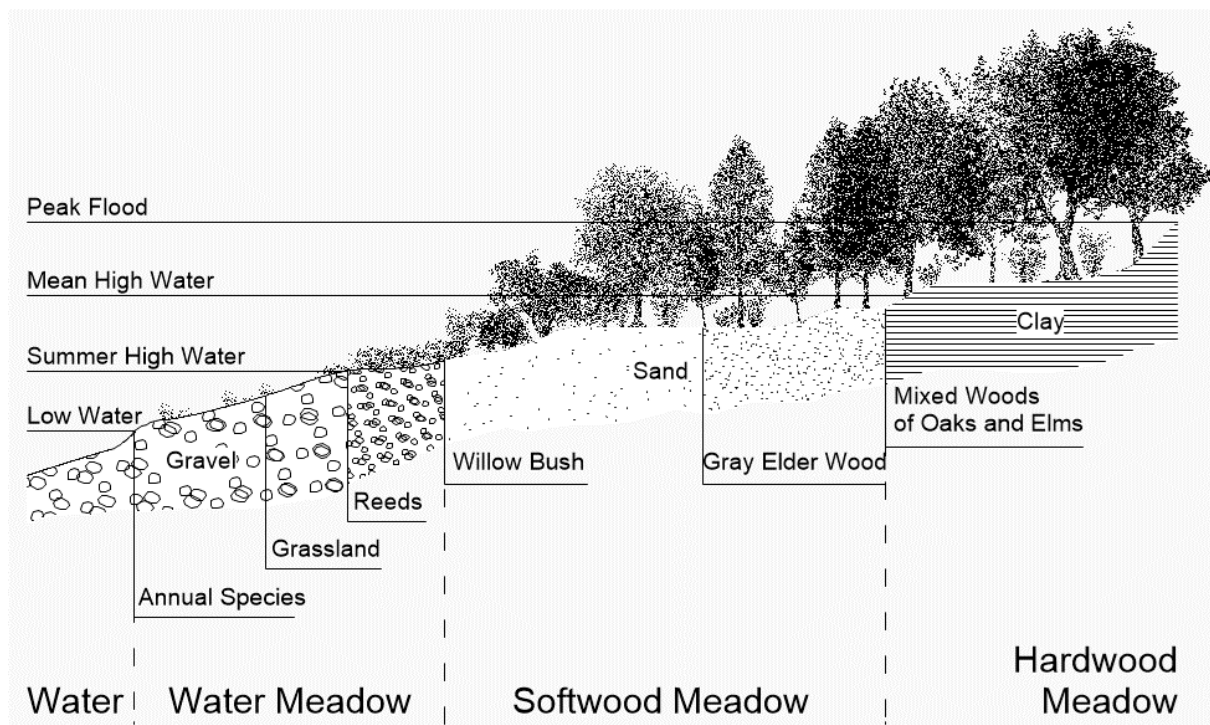 Peak Flood
Mean High Water
Summer High Water
Low Water
Gravel
Sand
Clay
Mixed Woods
of Oaks and Elms
Willow Bush
Gray Elder Wood
Reeds
Grassland
Annual Species
Water
Water Meadow
Softwood Meadow
Hardwood
Meadow